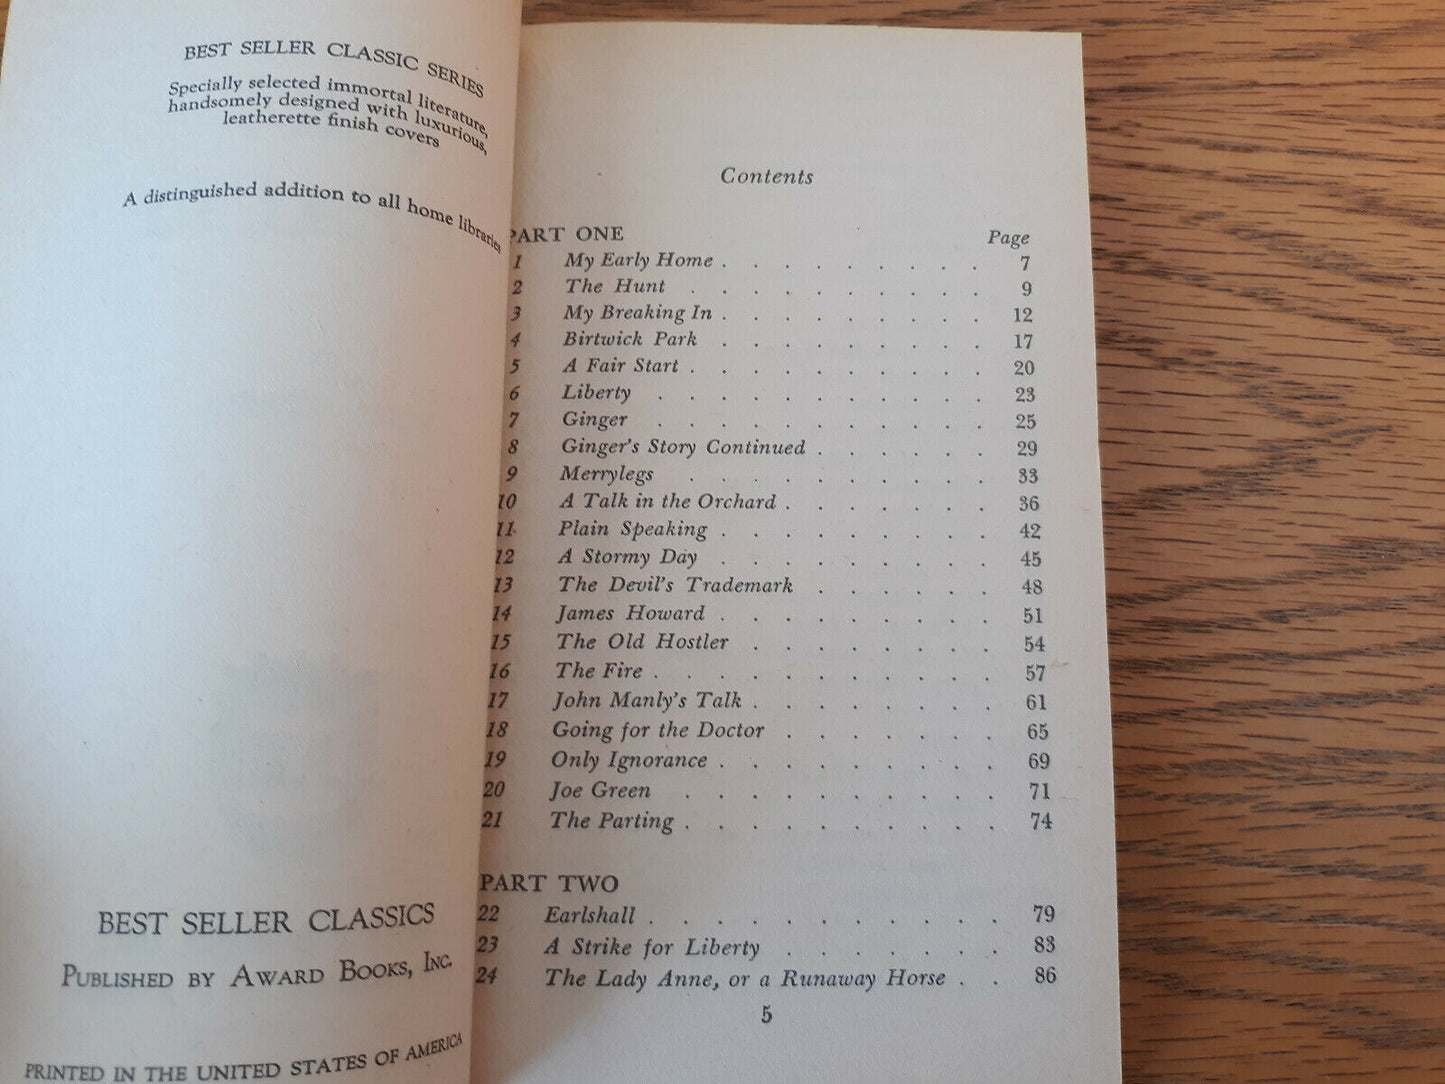 BEST SELLER CLASSIC SERIES
Specially selected immortal literature,
handsomely designed with luxurious,
leatherette finish covers
A distinguished addition to all home libraries
BEST SELLER CLASSICS
PUBLISHED BY AWARD BOOKS, INC.
PRINTED IN THE UNITED STATES OF AMERICA
Contents
PART ONE Page
1 My Early Home . . . . . . . . . 7
2 The Hunt . . . . . . . . . . 9
3 My Breaking In . . . . . . . . . 12
4 Birtwick Park . . . . . . . . . 17
5 A Fair Start . . . . . . . . . . 20
6 Liberty . . . . . . . . . . . 23
7 Ginger . . . . . . . . . . . 25
8 Ginger's Story Continued . . . . . . 29
9 Merrylegs . . . . . . . . . . 33
10 A Talk in the Orchard . . . . . . . 36
11 Plain Speaking . . . . . . . . . 42
12 A Stormy Day . . . . . . . . . 45
13 The Devil's Trademark . . . . . . 48
14 James Howard . . . . . . . . . 51
15 The Old Hostler . . . . . . . . 54
16 The Fire . . . . . . . . . . . 57
17 John Manly's Talk . . . . . . . . 61
18 Going for the Doctor . . . . . . . 65
19 Only Ignorance . . . . . . . . . 69
20 Joe Green . . . . . . . . . . 71
21 The Parting . . . . . . . . . . 74
PART TWO
22 Earlshall . . . . . . . . . . . 79
23 A Strike for Liberty . . . . . . . 83
24 The Lady Anne, or a Runaway Horse . . 86
5